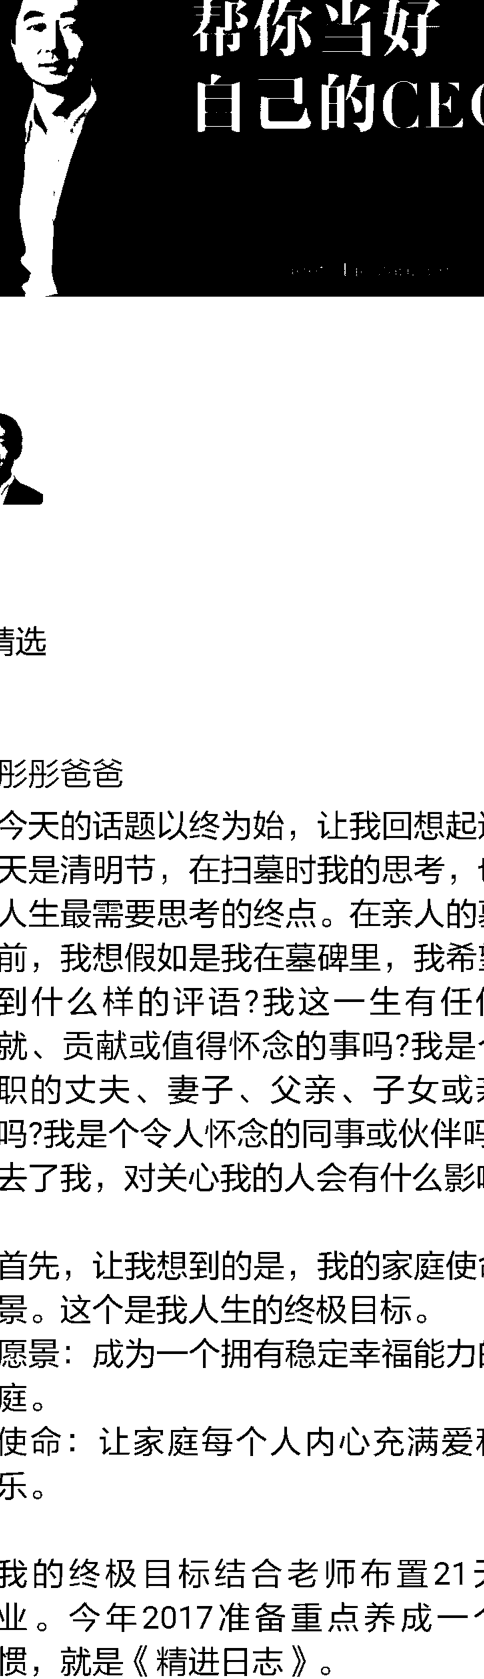 帮你当好
自己的CEO
精选
彤彤爸爸
今天的话题以终为始，让我回想起
天是清明节，在扫墓时我的思考，
人生最需要思考的终点。在亲人的墓
前，我想假如是我在墓碑里，我希望
到什么样的评语?我这一生有任何
就、贡献或值得怀念的事吗?我是个
职的丈夫、妻子、父亲、子女或亲
吗?我是个令人怀念的同事或伙伴吗
去了我，对关心我的人会有什么影响
首先，让我想到的是，我的家庭使命
景。这个是我人生的终极目标。
愿景：成为一个拥有稳定幸福能力的
庭。
使命：让家庭每个人内心充满爱和
乐。
我的终极目标结合老师布置21天
业。今年2017准备重点养成一个
惯，就是《精进日志》。